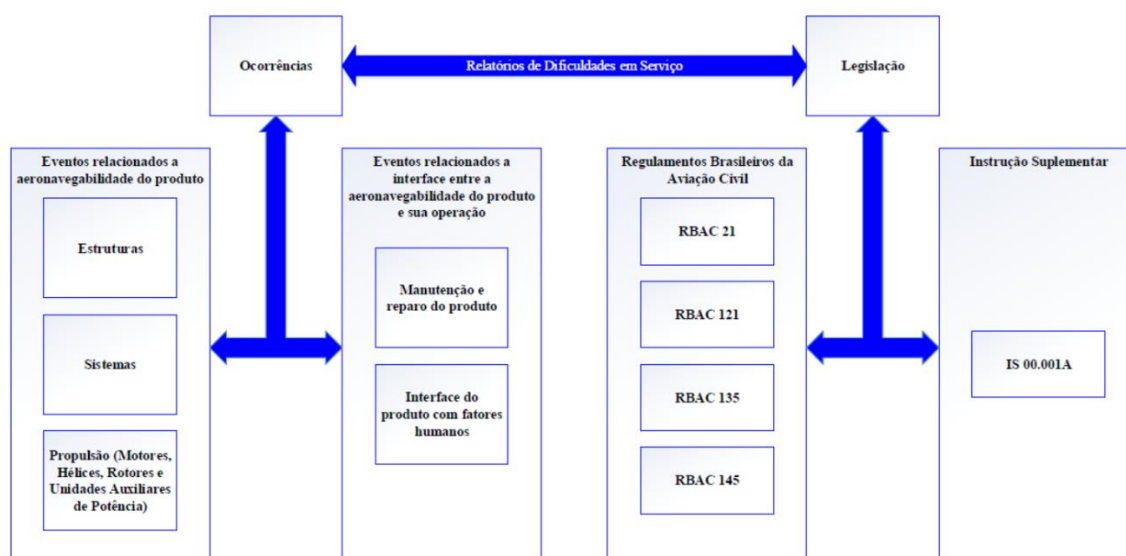 Ocorrências
Relatórios de Dificuldades em Serviço
Legislação
Eventos relacionados a
aeronavegabilidade do produto
Estruturas
Sistemas
Propulsão (Motores,
Hélices, Rotores e
Unidades Auxiliares
de Potência)
Eventos relacionados a
interface entre a
aeronavegabilidade do produto
e sua operação
Manutenção e
reparo do produto
Interface do
produto com fatores
humanos
Regulamentos Brasileiros da
Aviação Civil
RBAC 21
RBAC 121
RBAC 135
RBAC 145
Instrução Suplementar
IS 00.001A